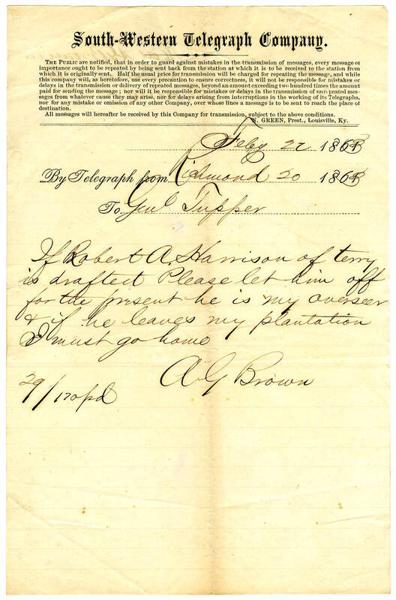 South-Western Telegraph Company.
THE PUBLIC are notified, that in order to guard against mistakes in the transmission of messages, every message of
importance ought to be repeated by being sent back from the station at which it is to be received to the station from
which it is originally sent. Half the usual price for transmission will be charged for repeating the message, and while
this company will, as heretofore, use every precaution to ensure correctness, it will not be responsible for mistakes or
delays in the transmission or delivery of repeated messages, beyond an amount exceeding two hundred times the amount
paid for sending the message; nor will it be responsible for mistakes or delays in the transmission of unrepeated mes-
sages from whatever cause they may arise, nor for delays arising from interruptions in the working of its Telegraphs,
nor for any mistake or omission of any other Company, over whose lines a message is to be sent to reach the place of
destination.
All messages will hereafter be received by this Company for transmission, subject to the above conditions.
N. GREEN, Prest., Louisville, Ky.
Feby 22 1863
By Telegraph from Richmond 20 1863
To Genl Tupper
If Robert A. Harrison of terry
is drafted Please let him off
for the present he is my overseer
& if he leaves my plantation
I must go home
A G Brown
29/170pd